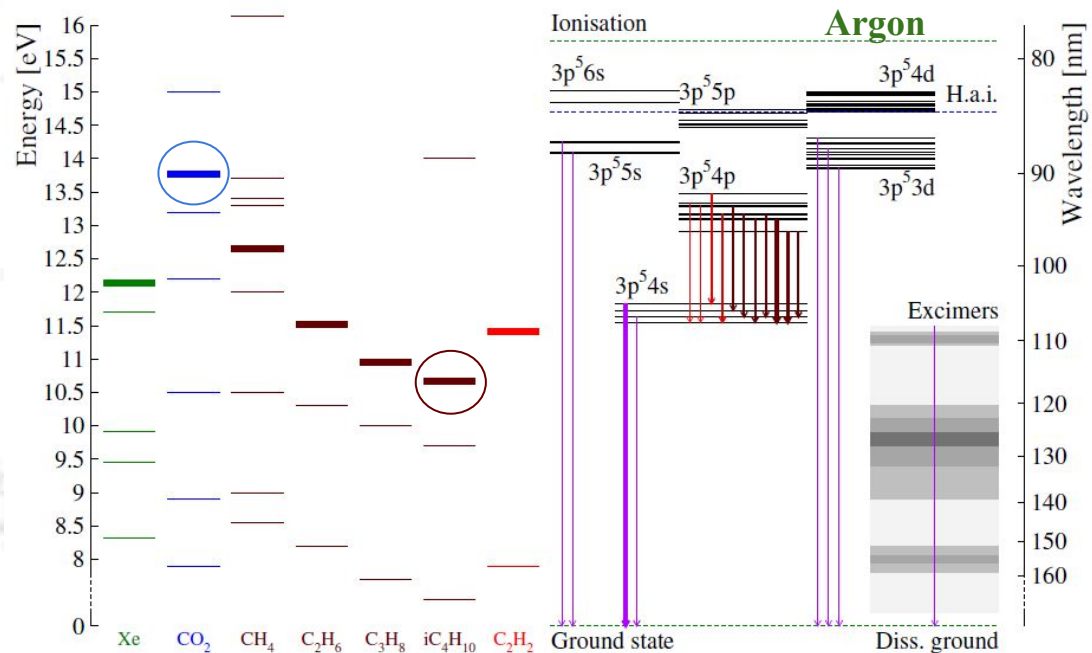 Energy [eV]
16
15.5
15
14.5
14
13.5
13
12.5
12
11.5
11
10.5
10
9.5
9
8.5
8
0
Xe
CO₂
CH₄
C₂H₆
C₃H₈
iC₄H₁₀
C₂H₂
Ionisation
Argon
3p⁵6s
3p⁵5p
3p⁵4d
H.a.i.
3p⁵5s
3p⁵4p
3p⁵3d
3p⁵4s
Excimers
Ground state
Diss. ground
Wavelength [nm]
80
90
100
110
120
130
140
150
160